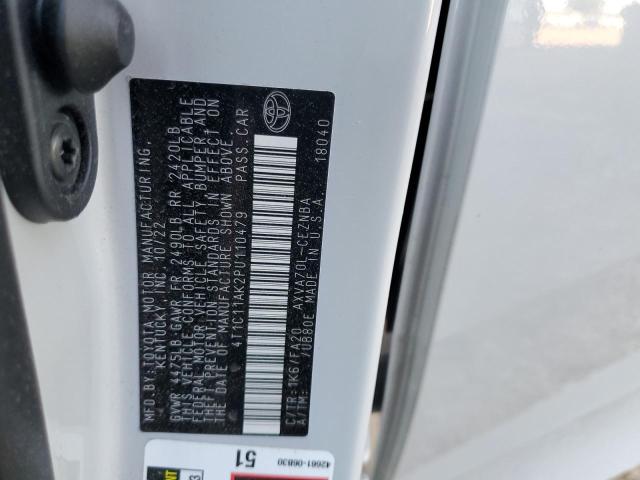 MFD.BY:TOYOTA MOTOR MANUFACTURING,
KENTUCKY,INC. 10/22
GVWR 4475LB GAWR FR 2490LB RR 2420LB
THIS VEHICLE CONFORMS TO ALL APPLICABLE
FEDERAL MOTOR VEHICLE SAFETY, BUMPER,AND
THEFT PREVENTION STANDARDS IN EFFECT ON
THE DATE OF MANUFACTURE SHOWN ABOVE.
4T1C11AK2PU110479 PASS.CAR
C/TR:1K6 /FA20 AXVA70L-CEZNBA
A/TM: /UB80E MADE IN U.S.A. 18040
42661-06B30
51